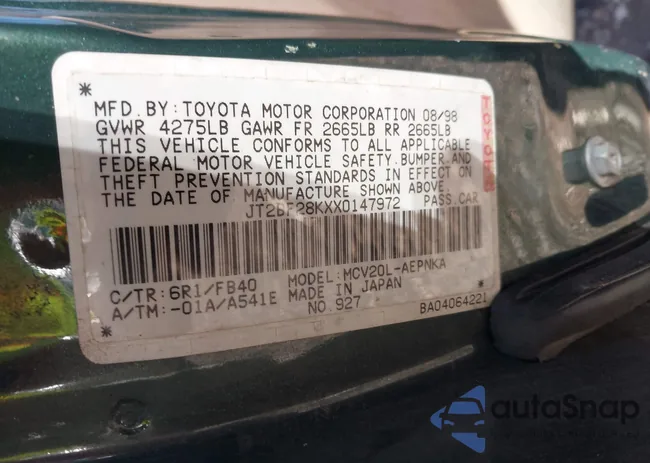 *
MFD. BY: TOYOTA MOTOR CORPORATION 08/98
GVWR 4275LB GAWR FR 2665LB RR 2665LB
THIS VEHICLE CONFORMS TO ALL APPLICABLE
FEDERAL MOTOR VEHICLE SAFETY, BUMPER, AND
THEFT PREVENTION STANDARDS IN EFFECT ON
THE DATE OF MANUFACTURE SHOWN ABOVE.
JT2BF28KXX0147972 PASS. CAR
TOYOTA
*
C/TR: 6R1/FB40 MODEL: MCV20L-AEPNKA
A/TM: -01A/A541E MADE IN JAPAN
NO. 927 BA04064221
*
autoSnap